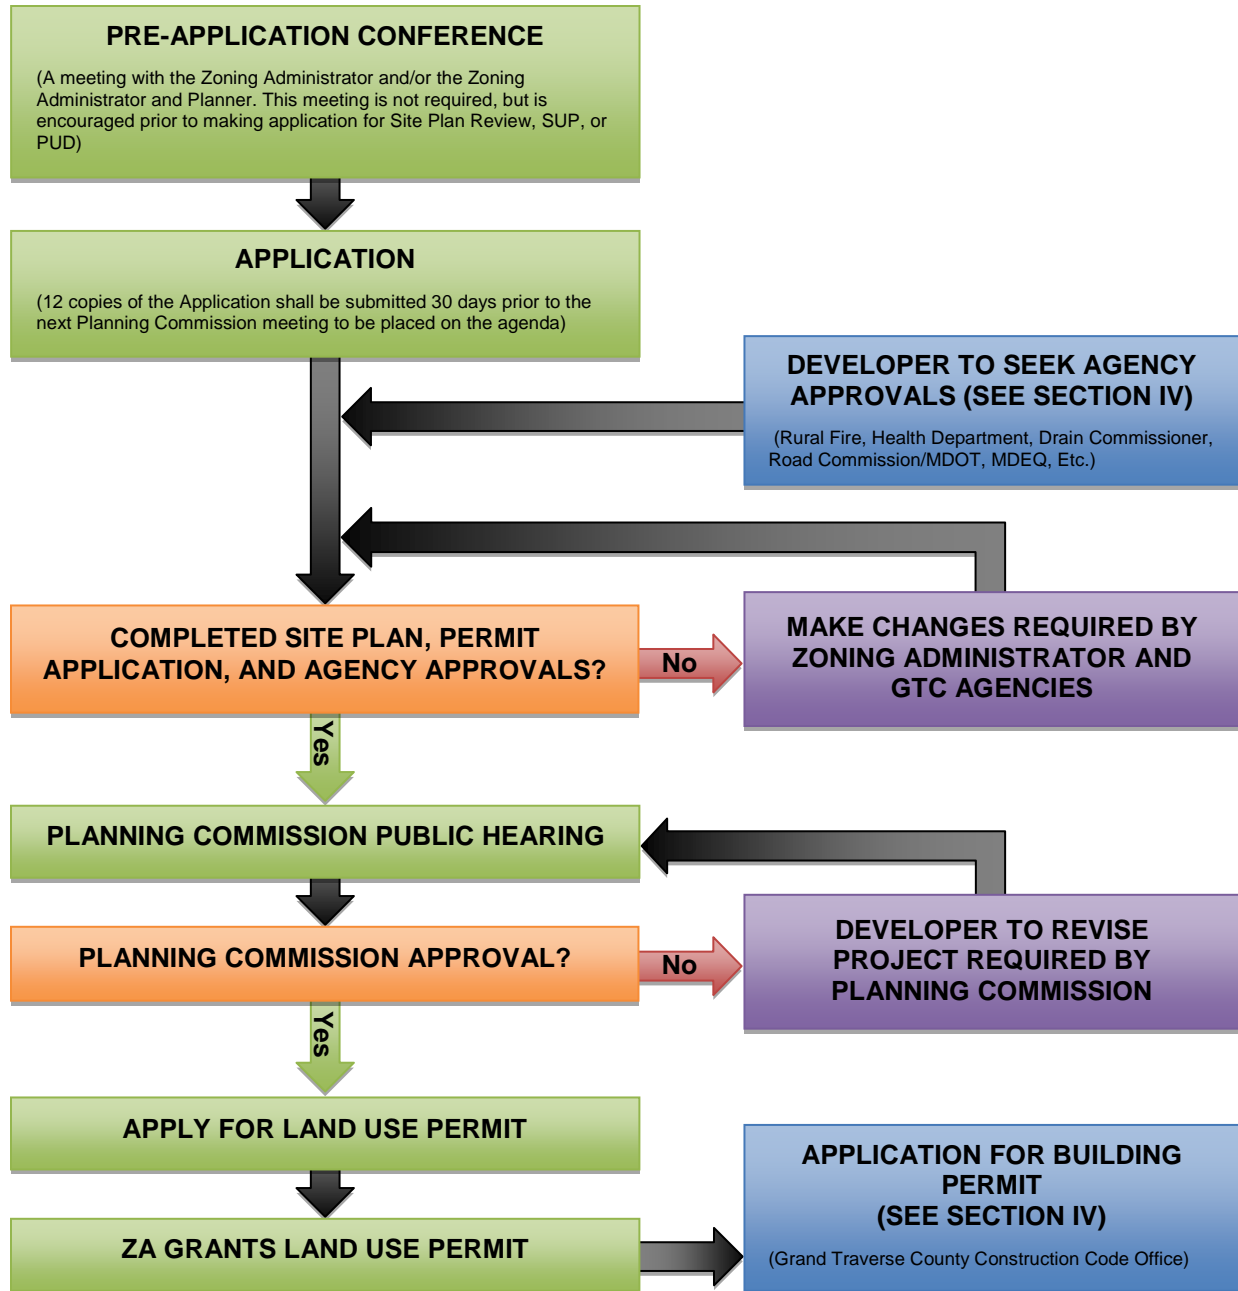 PRE-APPLICATION CONFERENCE
(A meeting with the Zoning Administrator and/or the Zoning
Administrator and Planner. This meeting is not required, but is
encouraged prior to making application for Site Plan Review, SUP, or
PUD)
APPLICATION
(12 copies of the Application shall be submitted 30 days prior to the
next Planning Commission meeting to be placed on the agenda)
DEVELOPER TO SEEK AGENCY
APPROVALS (SEE SECTION IV)
(Rural Fire, Health Department, Drain Commissioner,
Road Commission/MDOT, MDEQ, Etc.)
COMPLETED SITE PLAN, PERMIT
APPLICATION, AND AGENCY APPROVALS?
No
MAKE CHANGES REQUIRED BY
ZONING ADMINISTRATOR AND
GTC AGENCIES
Yes
PLANNING COMMISSION PUBLIC HEARING
PLANNING COMMISSION APPROVAL?
No
DEVELOPER TO REVISE
PROJECT REQUIRED BY
PLANNING COMMISSION
Yes
APPLY FOR LAND USE PERMIT
ZA GRANTS LAND USE PERMIT
APPLICATION FOR BUILDING
PERMIT
(SEE SECTION IV)
(Grand Traverse County Construction Code Office)